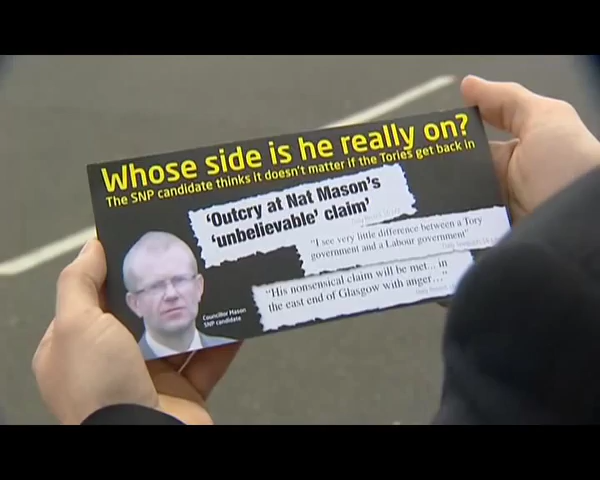 Whose side is he really on?
The SNP candidate thinks it doesn't matter if the Tories get back in
'Outcry at Nat Mason's
'unbelievable' claim'
"I see very little difference between a Tory
government and a Labour government"
"His nonsensical claim will be met... in
the east end of Glasgow with anger..."
Councillor Mason
SNP candidate